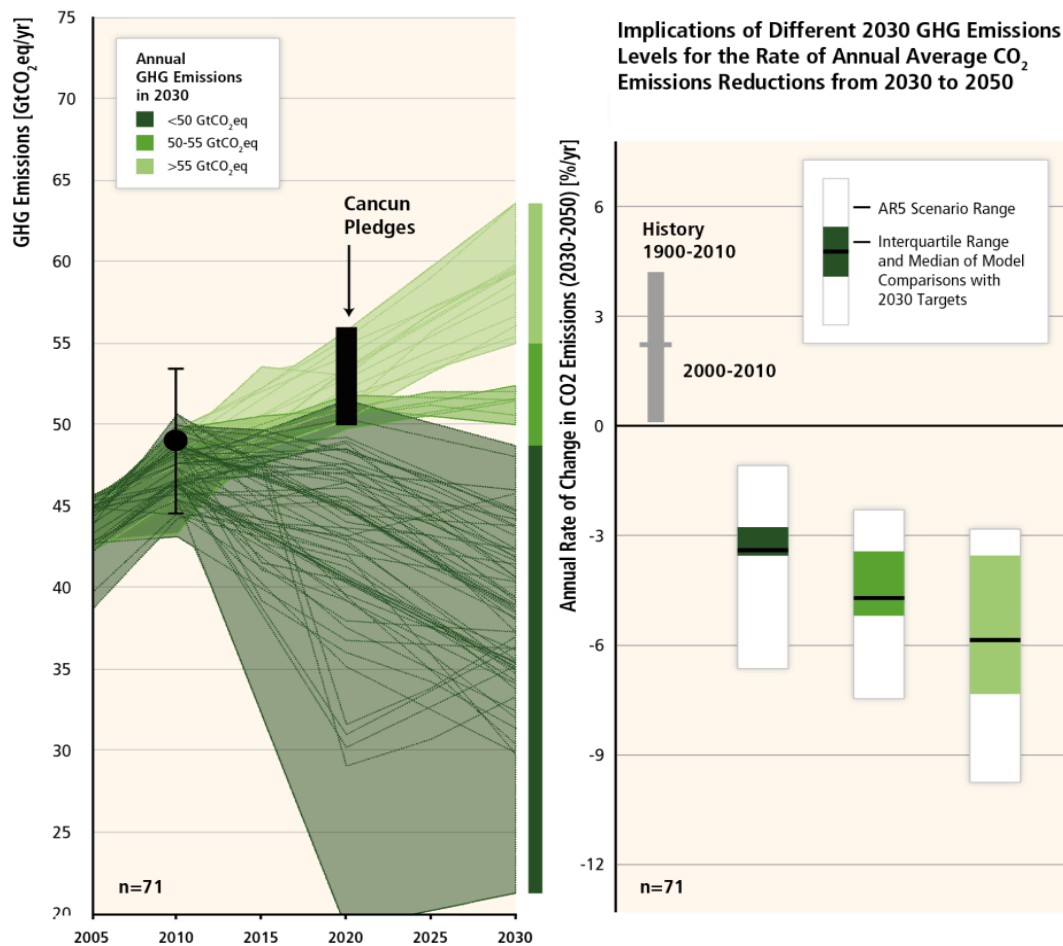 GHG Emissions [GtCO₂eq/yr]
75
70
65
60
55
50
45
40
35
30
25
20
Annual
GHG Emissions
in 2030
<50 GtCO₂eq
50-55 GtCO₂eq
>55 GtCO₂eq
Cancun
Pledges
n=71
2005 2010 2015 2020 2025 2030
Implications of Different 2030 GHG Emissions
Levels for the Rate of Annual Average CO₂
Emissions Reductions from 2030 to 2050
Annual Rate of Change in CO2 Emissions (2030-2050) [%/yr]
6
3
0
-3
-6
-9
-12
History
1900-2010
2000-2010
AR5 Scenario Range
Interquartile Range
and Median of Model
Comparisons with
2030 Targets
n=71